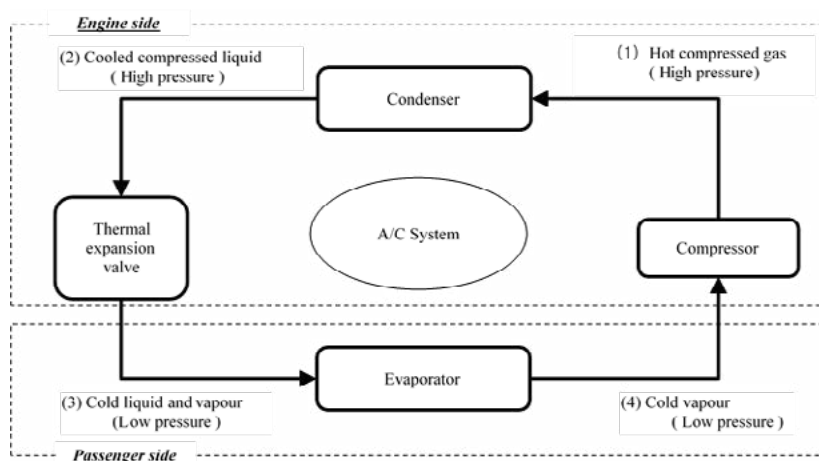 Engine side
(2) Cooled compressed liquid
( High pressure )
(1) Hot compressed gas
( High pressure)
Condenser
Thermal
expansion
valve
A/C System
Compressor
Evaporator
(3) Cold liquid and vapour
(Low pressure)
(4) Cold vapour
( Low pressure )
Passenger side